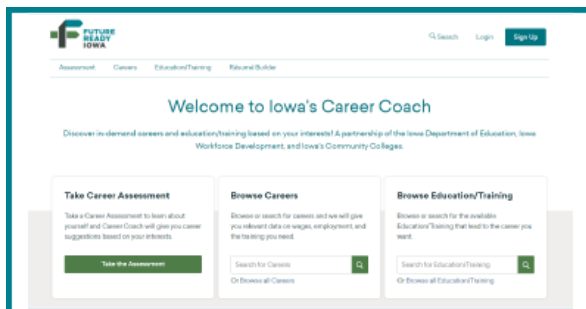 FUTURE
READY
IOWA
Search Login Sign Up
Assessment Careers Education/Training Résumé Builder
Welcome to Iowa's Career Coach
Discover in-demand careers and education/training based on your interests! A partnership of the Iowa Department of Education, Iowa
Workforce Development, and Iowa's Community Colleges.
Take Career Assessment
Take a Career Assessment to learn about
yourself and Career Coach will give you career
suggestions based on your interests.
Take the Assessment
Browse Careers
Browse or search for careers and we will give
you relevant data on wages, employment, and
the training you need.
Search for Careers
Or Browse all Careers
Browse Education/Training
Browse or search for the available
Education/Training that lead to the career you
want.
Search for Education/Training
Or Browse all Education/Training